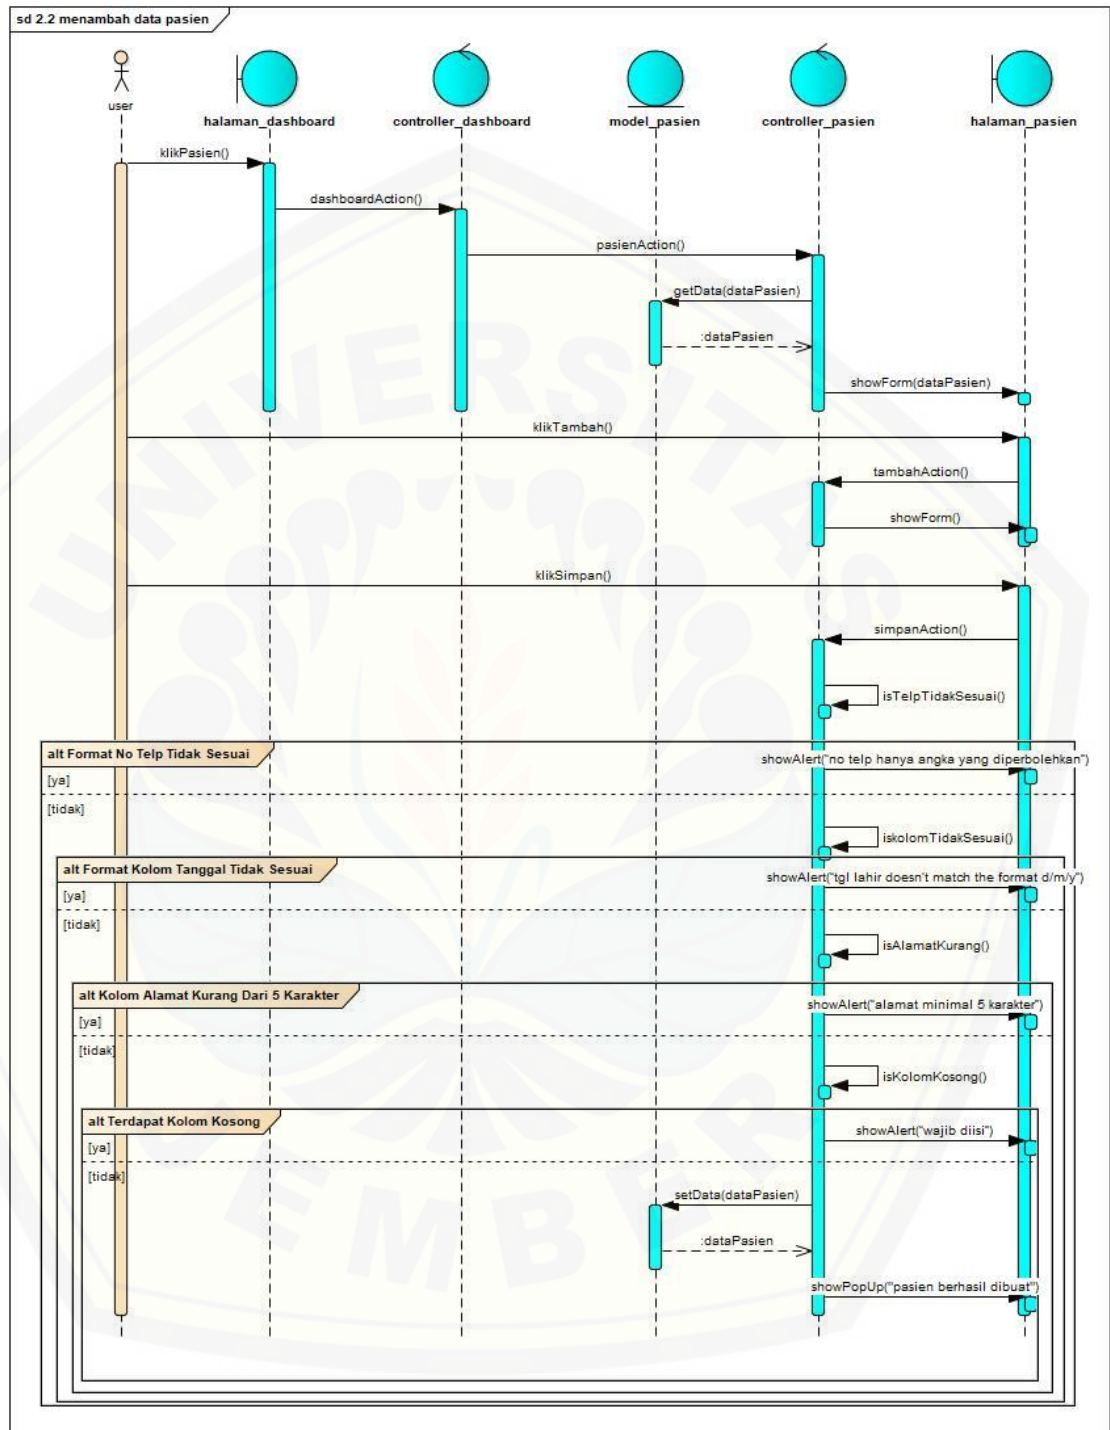 sd 2.2 menambah data pasien
user
halaman_dashboard
controller_dashboard
model_pasien
controller_pasien
halaman_pasien
klikPasien()
dashboardAction()
pasienAction()
getData(dataPasien)
:dataPasien
showForm(dataPasien)
klikTambah()
tambahAction()
showForm()
klikSimpan()
simpanAction()
isTelpTidakSesuai()
alt Format No Telp Tidak Sesuai
showAlert("no telp hanya angka yang diperbolehkan")
[ya]
[tidak]
iskolomTidakSesuai()
alt Format Kolom Tanggal Tidak Sesuai
showAlert("tgl lahir doesn't match the format d/m/y")
[ya]
[tidak]
isAlamatKurang()
alt Kolom Alamat Kurang Dari 5 Karakter
showAlert("alamat minimal 5 karakter")
[ya]
[tidak]
isKolomKosong()
alt Terdapat Kolom Kosong
showAlert("wajib diisi")
[ya]
[tidak]
setData(dataPasien)
:dataPasien
showPopUp("pasien berhasil dibuat")
UNIVERSITAS
JEMBER